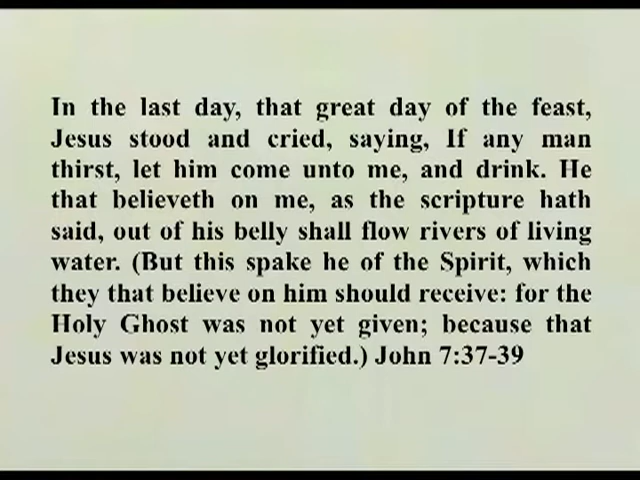 In the last day, that great day of the feast,
Jesus stood and cried, saying, If any man
thirst, let him come unto me, and drink. He
that believeth on me, as the scripture hath
said, out of his belly shall flow rivers of living
water. (But this spake he of the Spirit, which
they that believe on him should receive: for the
Holy Ghost was not yet given; because that
Jesus was not yet glorified.) John 7:37-39